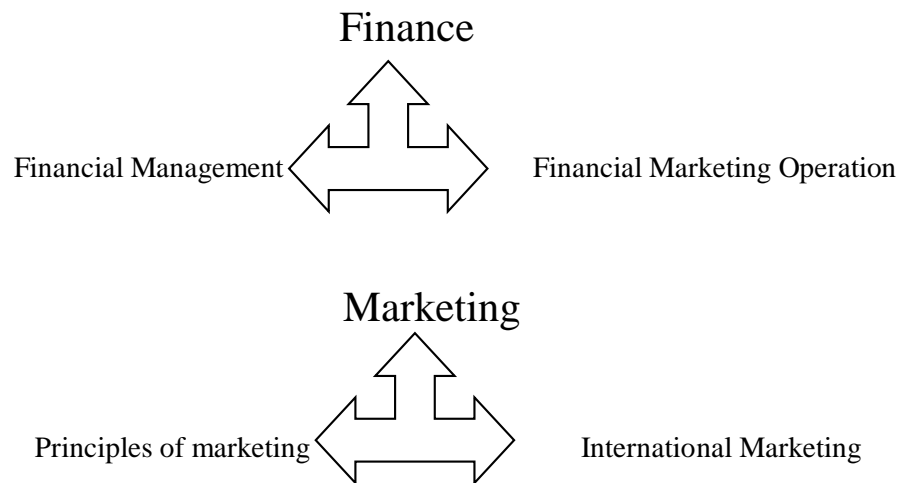 Finance
Financial Management
Financial Marketing Operation
Marketing
Principles of marketing
International Marketing